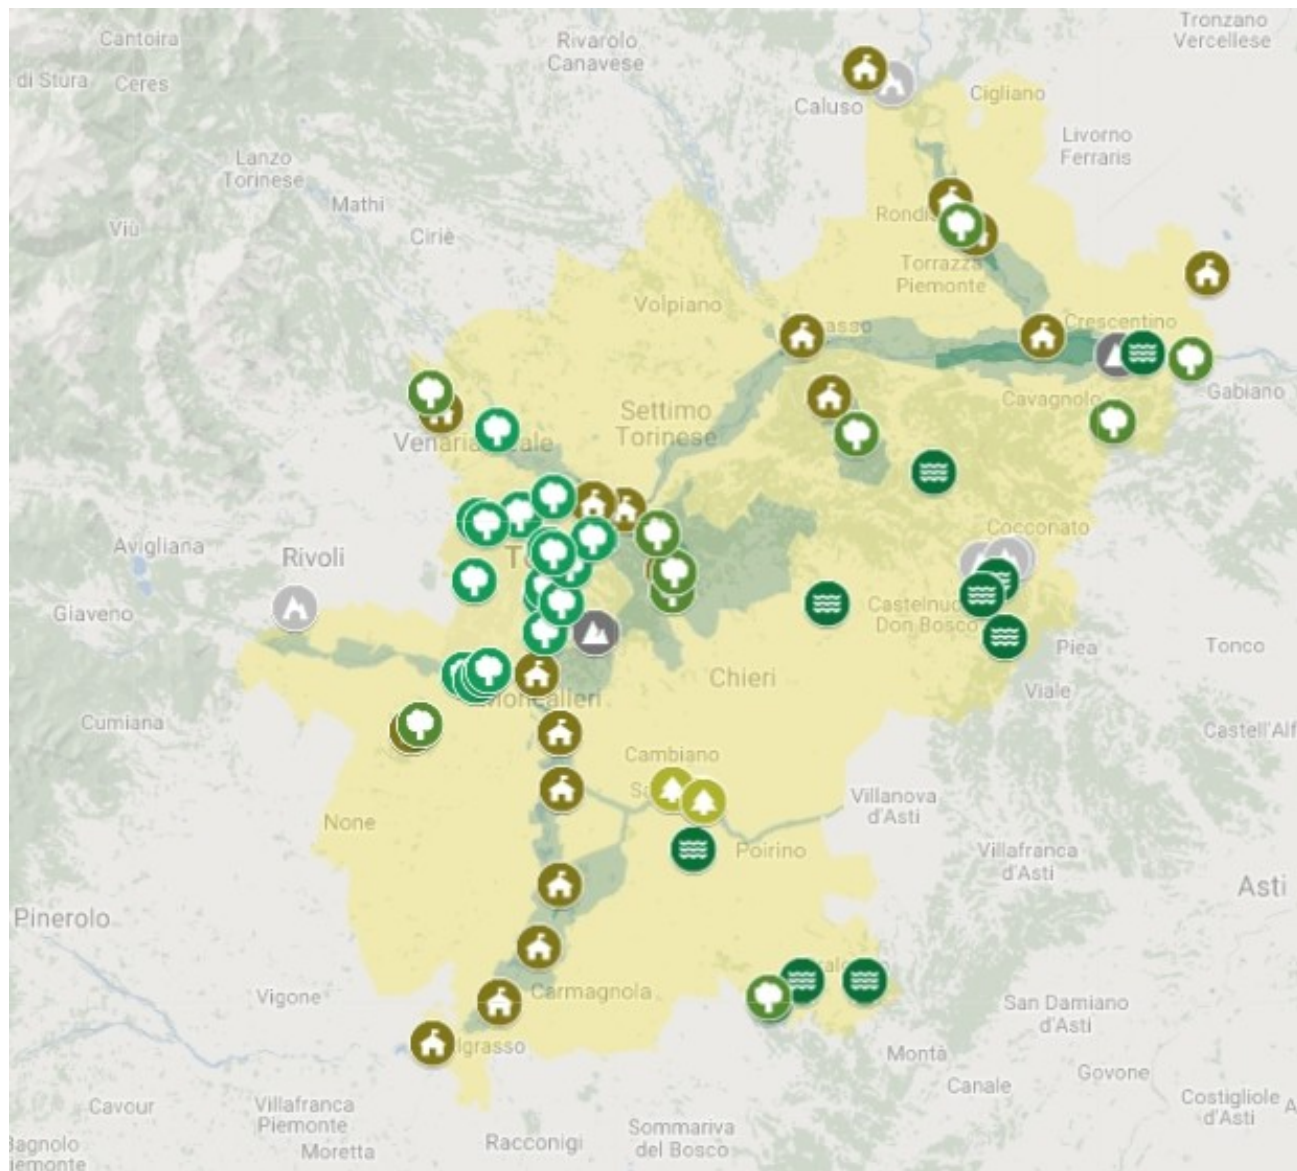 Tronzano
Vercellese
Cantoira
Rivarolo
Canavese
di Stura
Ceres
Caluso
Cigliano
Livorno
Ferraris
Lanzo
Torinese
Mathi
Viù
Ciriè
Torrazza
Piemonte
Volpiano
Crescentino
Gabiano
Cavagnolo
Settimo
Torinese
Cocconato
Avigliana
Rivoli
Giaveno
Don Bosco
Piea
Tonco
Chieri
Viale
Cumiana
Castell'Alf
Cambiano
Villanova
d'Asti
None
Poirino
Villafranca
d'Asti
Asti
Pinerolo
Vigone
Carmagnola
San Damiano
d'Asti
Montà
Govone
Canale
Cavour
Villafranca
Piemonte
Moretta
Racconigi
Sommariva
del Bosco
Costigliole
d'Asti